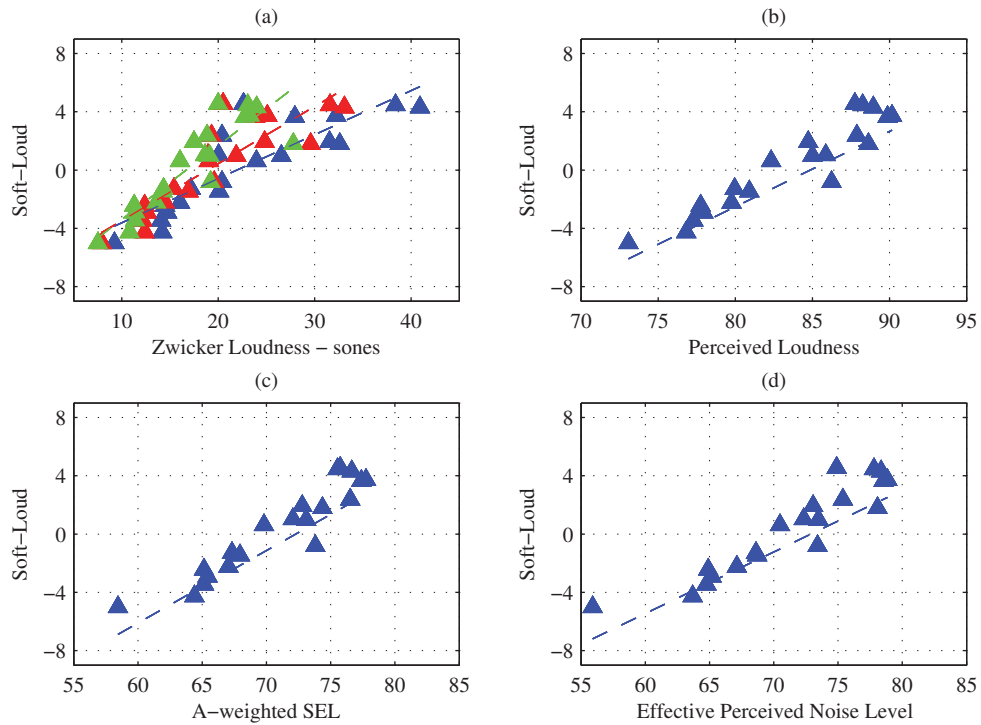 (a)
Soft−Loud
8
4
0
−4
−8
10 20 30 40
Zwicker Loudness − sones
(b)
Soft−Loud
8
4
0
−4
−8
70 75 80 85 90 95
Perceived Loudness
(c)
Soft−Loud
8
4
0
−4
−8
55 60 65 70 75 80 85
A−weighted SEL
(d)
Soft−Loud
8
4
0
−4
−8
55 60 65 70 75 80 85
Effective Perceived Noise Level